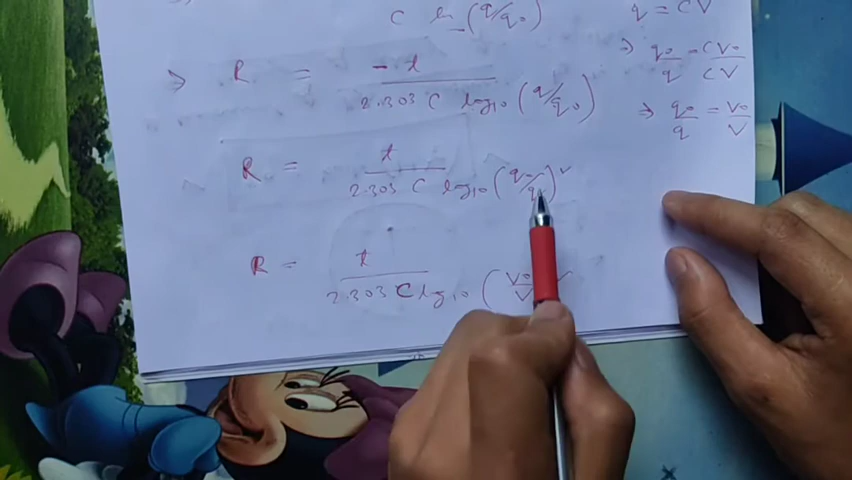 C ln (q/q0)
q = CV
⇒ q0/q = CV0/CV
⇒ R = -t / 2.303 C log10 (q/q0)
⇒ q0/q = V0/V
R = t / 2.303 C log10 (q0/q)
R = t / 2.303 C log10 (V0/V)